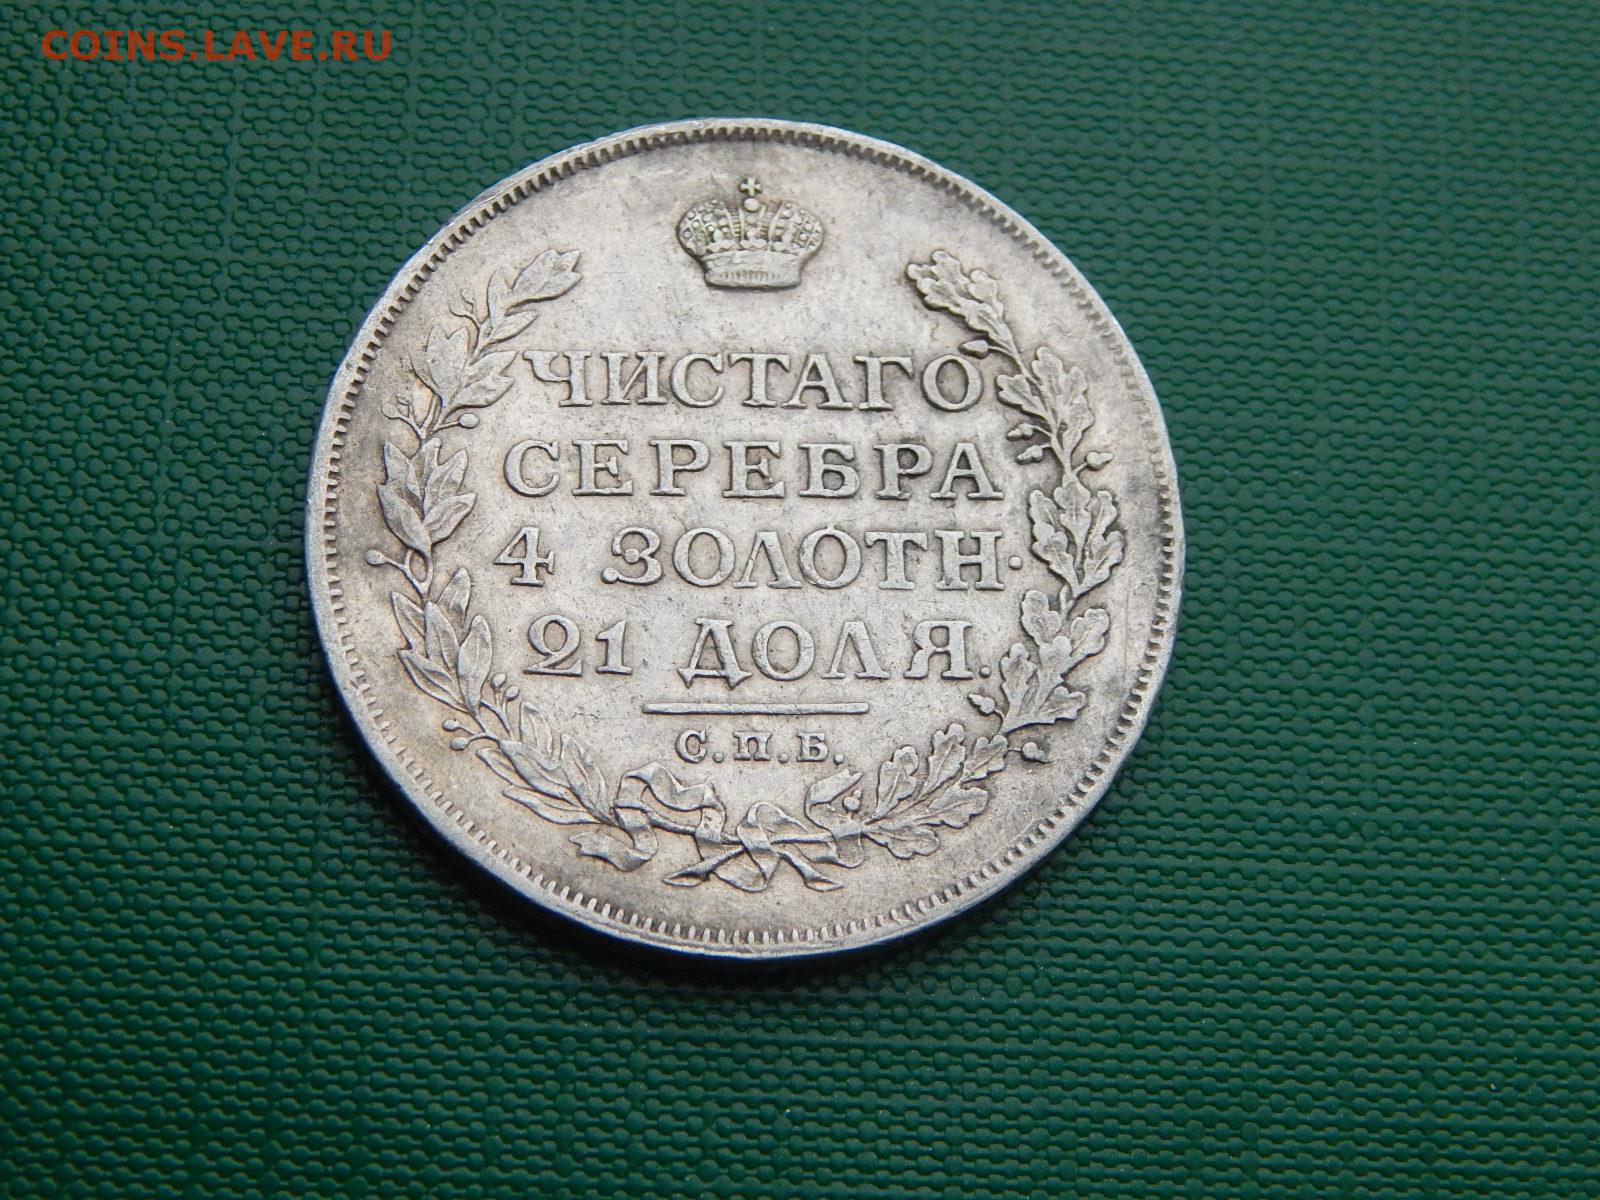 COINS.LAVE.RU
ЧИСТАГО
СЕРЕБРА
4 ЗОЛОТН.
21 ДОЛЯ.
С.П.Б.